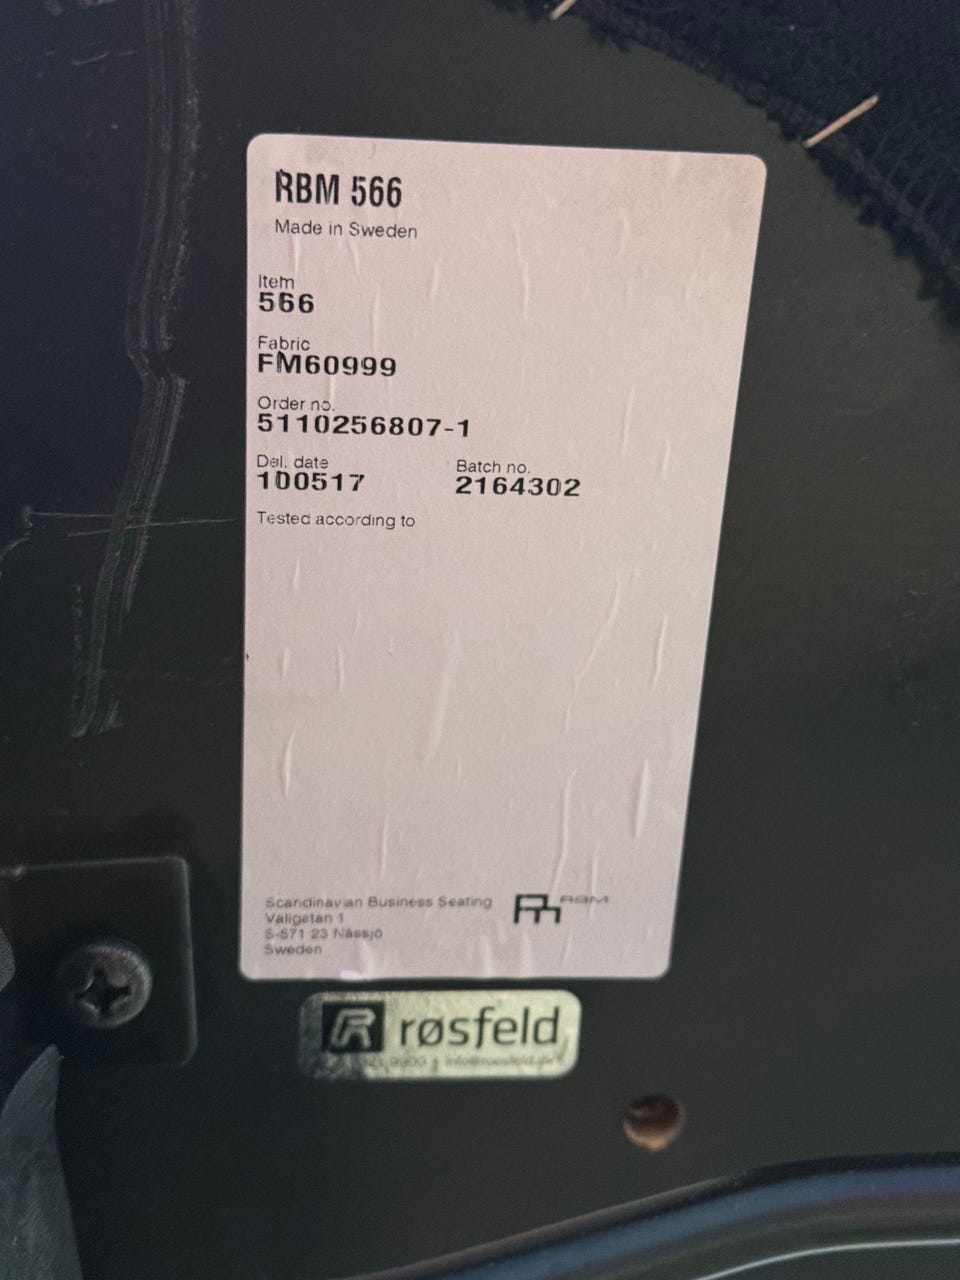 RBM 566
Made in Sweden
Item
566
Fabric
FM60999
Order no.
5110256807-1
Del. date
100517
Batch no.
2164302
Tested according to
Scandinavian Business Seating
Vallgatan 1
S-571 23 Nässjö
Sweden
RBM
røsfeld